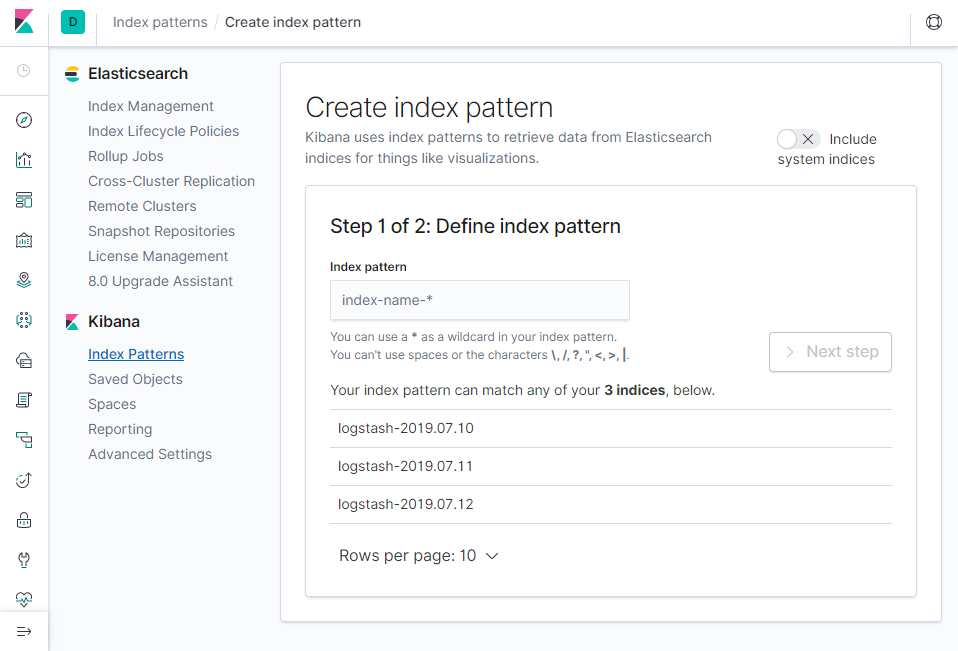 D Index patterns / Create index pattern
Elasticsearch
Index Management
Index Lifecycle Policies
Rollup Jobs
Cross-Cluster Replication
Remote Clusters
Snapshot Repositories
License Management
8.0 Upgrade Assistant
Kibana
Index Patterns
Saved Objects
Spaces
Reporting
Advanced Settings
Create index pattern
Kibana uses index patterns to retrieve data from Elasticsearch
indices for things like visualizations.
Include
system indices
Step 1 of 2: Define index pattern
Index pattern
index-name-*
You can use a * as a wildcard in your index pattern.
You can't use spaces or the characters \, /, ?, ", <, >, |.
Next step
Your index pattern can match any of your 3 indices, below.
logstash-2019.07.10
logstash-2019.07.11
logstash-2019.07.12
Rows per page: 10